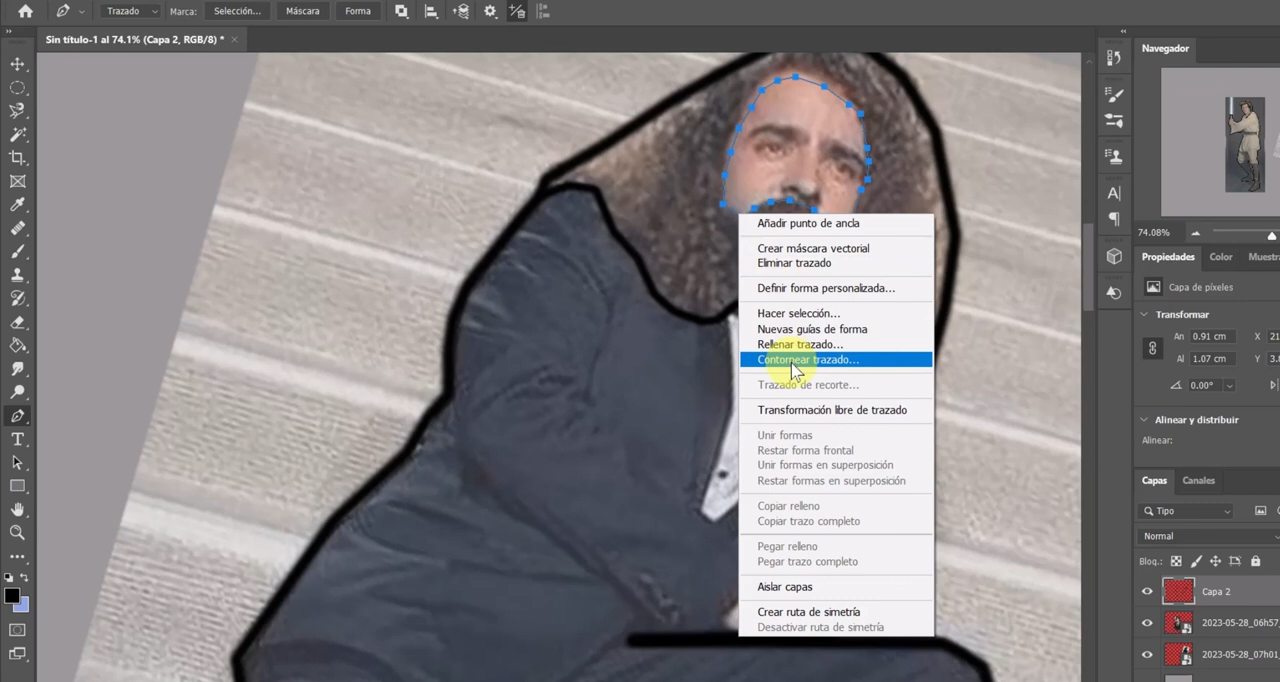 Trazado
Marca:
Selección...
Máscara
Forma
Sin título-1 al 74.1% (Capa 2, RGB/8) *
Navegador
Añadir punto de ancla
Crear máscara vectorial
Eliminar trazado
Definir forma personalizada...
Hacer selección...
Nuevas guías de forma
Rellenar trazado...
Contornear trazado...
Trazado de recorte...
Transformación libre de trazado
Unir formas
Restar forma frontal
Unir formas en superposición
Restar formas en superposición
Copiar relleno
Copiar trazo completo
Pegar relleno
Pegar trazo completo
Aislar capas
Crear ruta de simetría
Desactivar ruta de simetría
74.08%
Propiedades
Color
Muestra
Capa de píxeles
Transformar
An
0.91 cm
X
21
Al
1.07 cm
Y
3.
0.00°
Alinear y distribuir
Alinear:
Capas
Canales
Tipo
Normal
Bloq.:
Capa 2
2023-05-28_06h57_
2023-05-28_07h01_